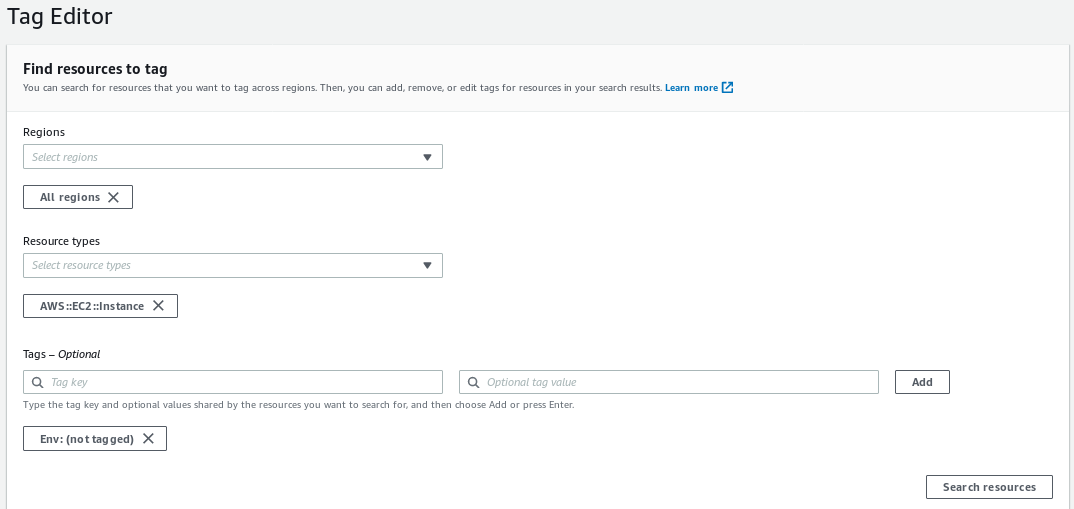 Tag Editor
Find resources to tag
You can search for resources that you want to tag across regions. Then, you can add, remove, or edit tags for resources in your search results. Learn more
Regions
Select regions
All regions
Resource types
Select resource types
AWS::EC2::Instance
Tags – Optional
Tag key Optional tag value Add
Type the tag key and optional values shared by the resources you want to search for, and then choose Add or press Enter.
Env: (not tagged)
Search resources